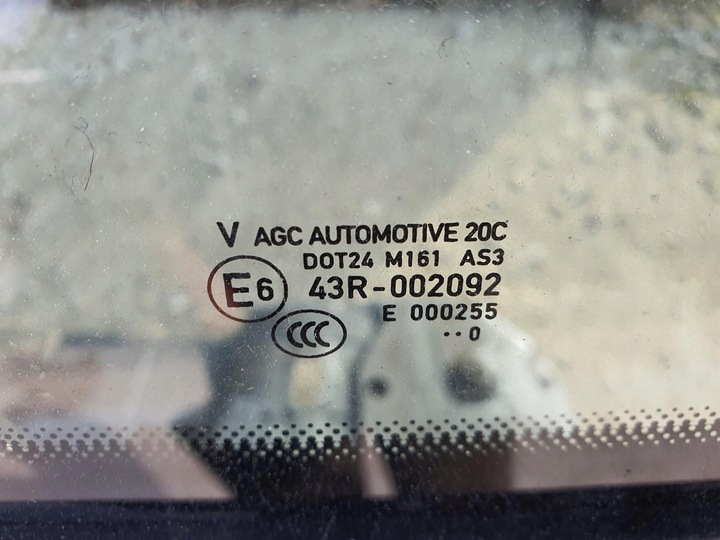 V AGC AUTOMOTIVE 20C
DOT24 M161 AS3
E6 43R-002092
E 000255
CCC ··0